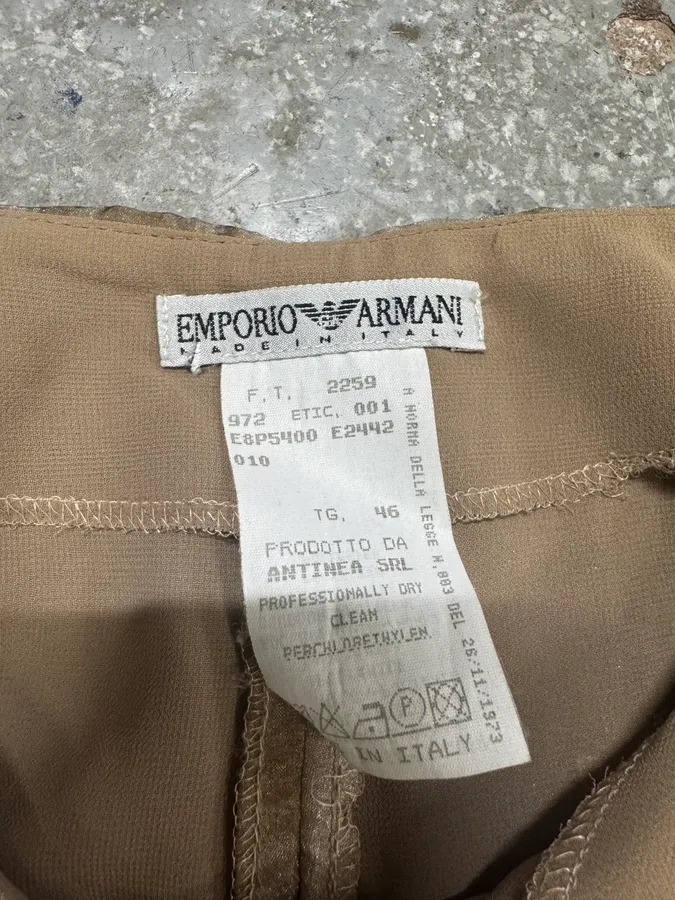 EMPORIO ARMANI
MADE IN ITALY
F.T. 2259
972 ETIC. 001
E8P5400 E2442
010
TG. 46
PRODOTTO DA
ANTINEA SRL
PROFESSIONALLY DRY
CLEAN
PERCHLORETHYLEN.
P
IN ITALY
A NORMA DELLA LEGGE N.883 DEL 26/11/1973